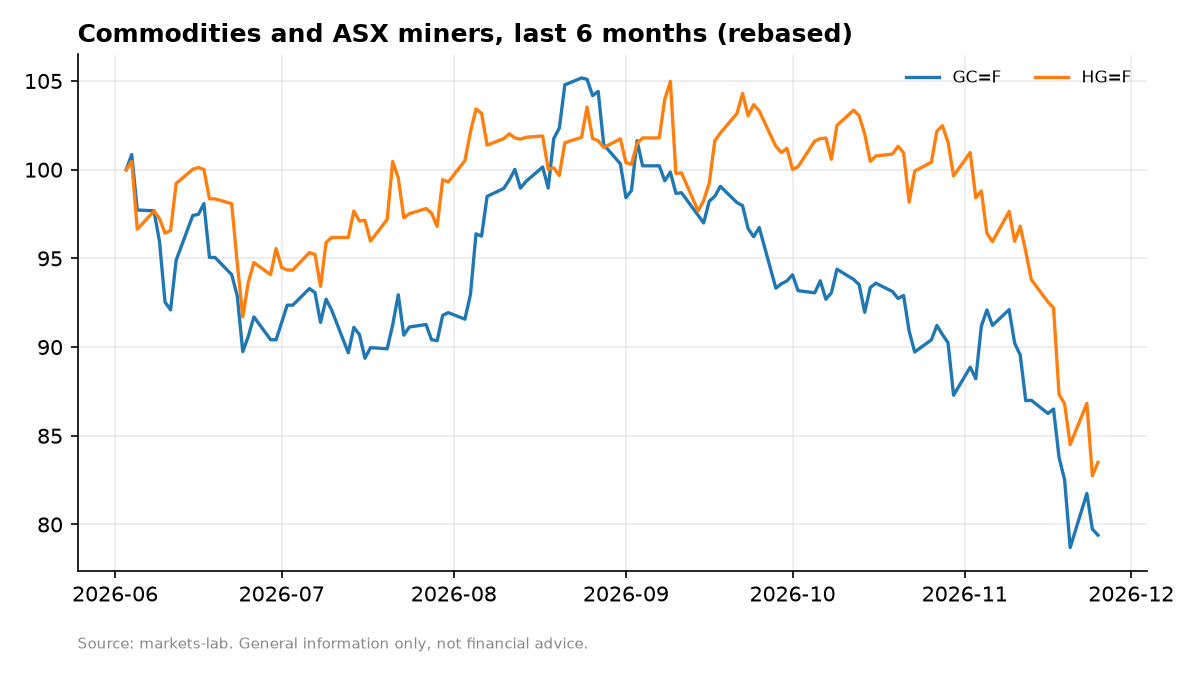 Commodities and ASX miners, last 6 months (rebased)
GC=F HG=F
105
100
95
90
85
80
2026-06 2026-07 2026-08 2026-09 2026-10 2026-11 2026-12
Source: markets-lab. General information only, not financial advice.